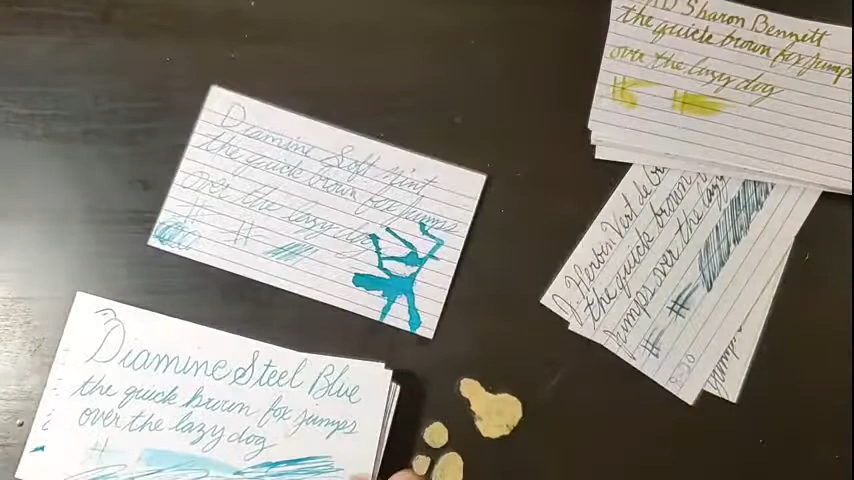 Sharon Bennett
the quick brown fox jumps
over the lazy dog
Diamine Soft Mint
the quick brown fox jumps
over the lazy dog
J. Herbin Vert de
the quick brown
jumps over the lazy
Diamine Steel Blue
the quick brown fox jumps
over the lazy dog